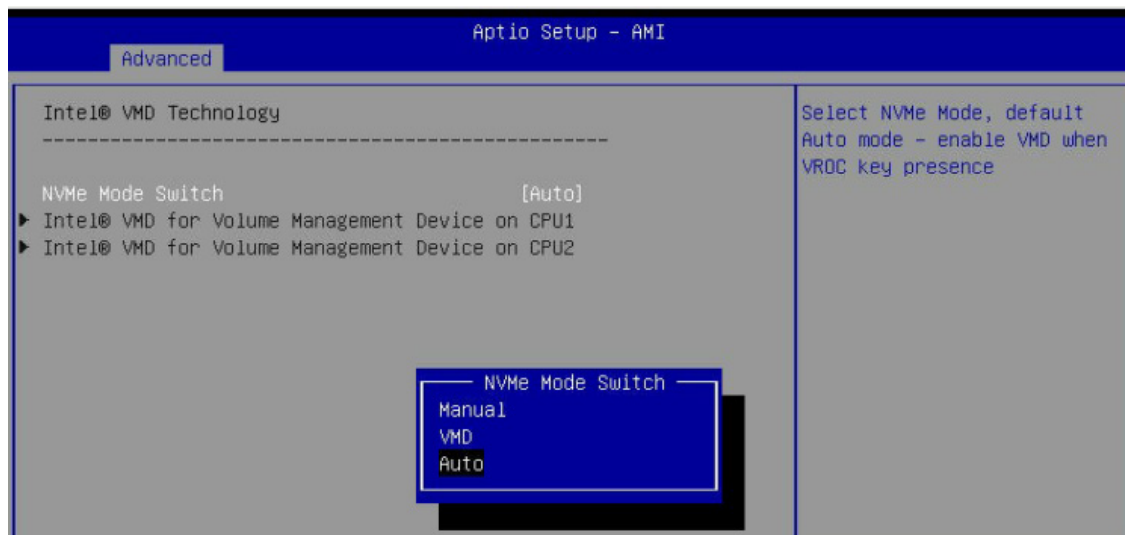 Aptio Setup – AMI
Advanced
Intel® VMD Technology
------------------------------------------------------------
NVMe Mode Switch [Auto]
▶ Intel® VMD for Volume Management Device on CPU1
▶ Intel® VMD for Volume Management Device on CPU2
Select NVMe Mode, default
Auto mode – enable VMD when
VROC key presence
NVMe Mode Switch
Manual
VMD
Auto